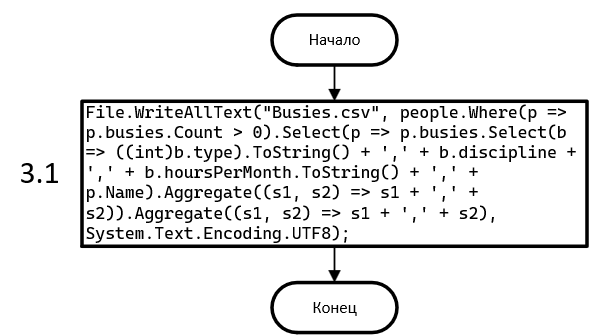 Начало
File.WriteAllText("Busies.csv", people.Where(p =>
p.busies.Count > 0).Select(p => p.busies.Select(b
=> ((int)b.type).ToString() + ',' + b.discipline +
',' + b.hoursPerMonth.ToString() + ',' +
p.Name).Aggregate((s1, s2) => s1 + ',' +
s2)).Aggregate((s1, s2) => s1 + ',' + s2),
System.Text.Encoding.UTF8);
3.1
Конец